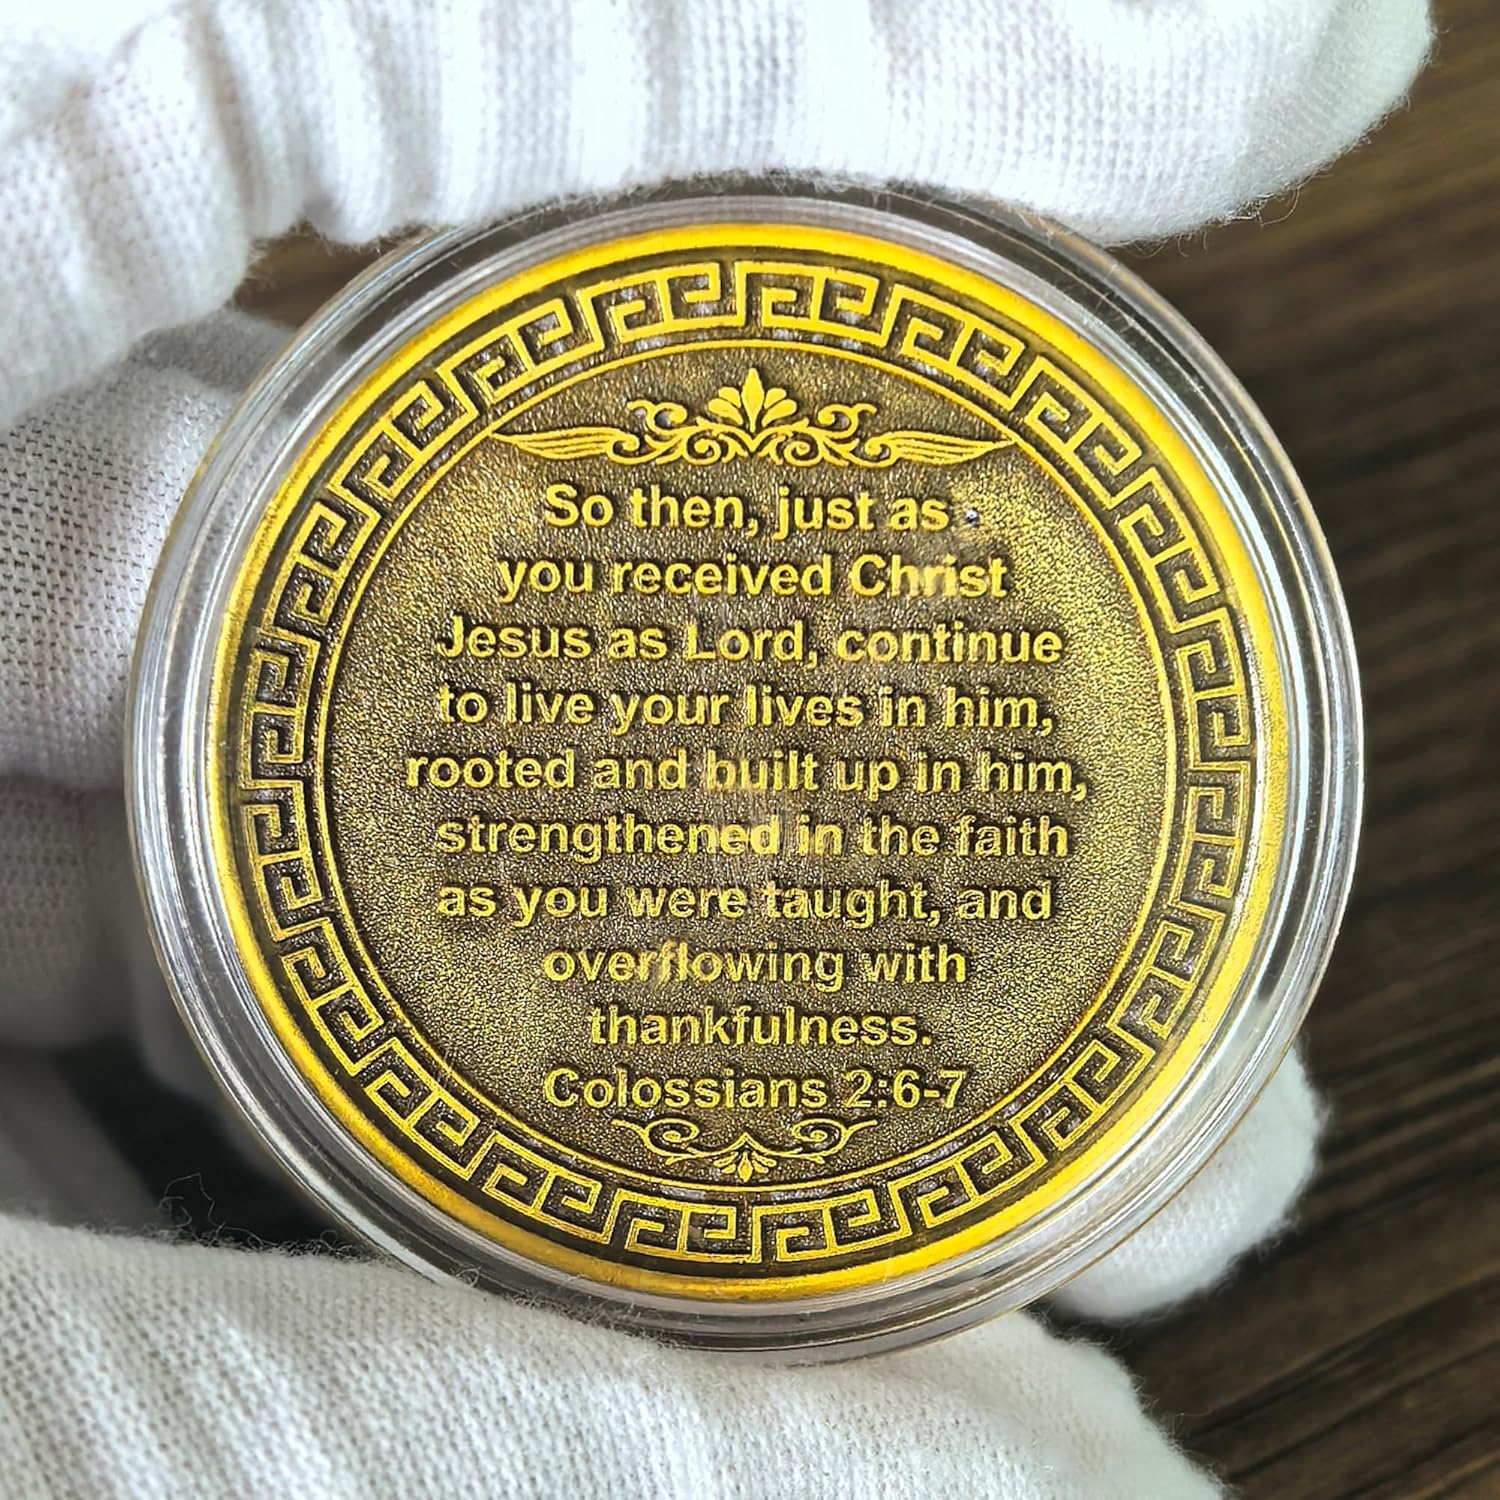 So then, just as
you received Christ
Jesus as Lord, continue
to live your lives in him,
rooted and built up in him,
strengthened in the faith
as you were taught, and
overflowing with
thankfulness.
Colossians 2:6-7